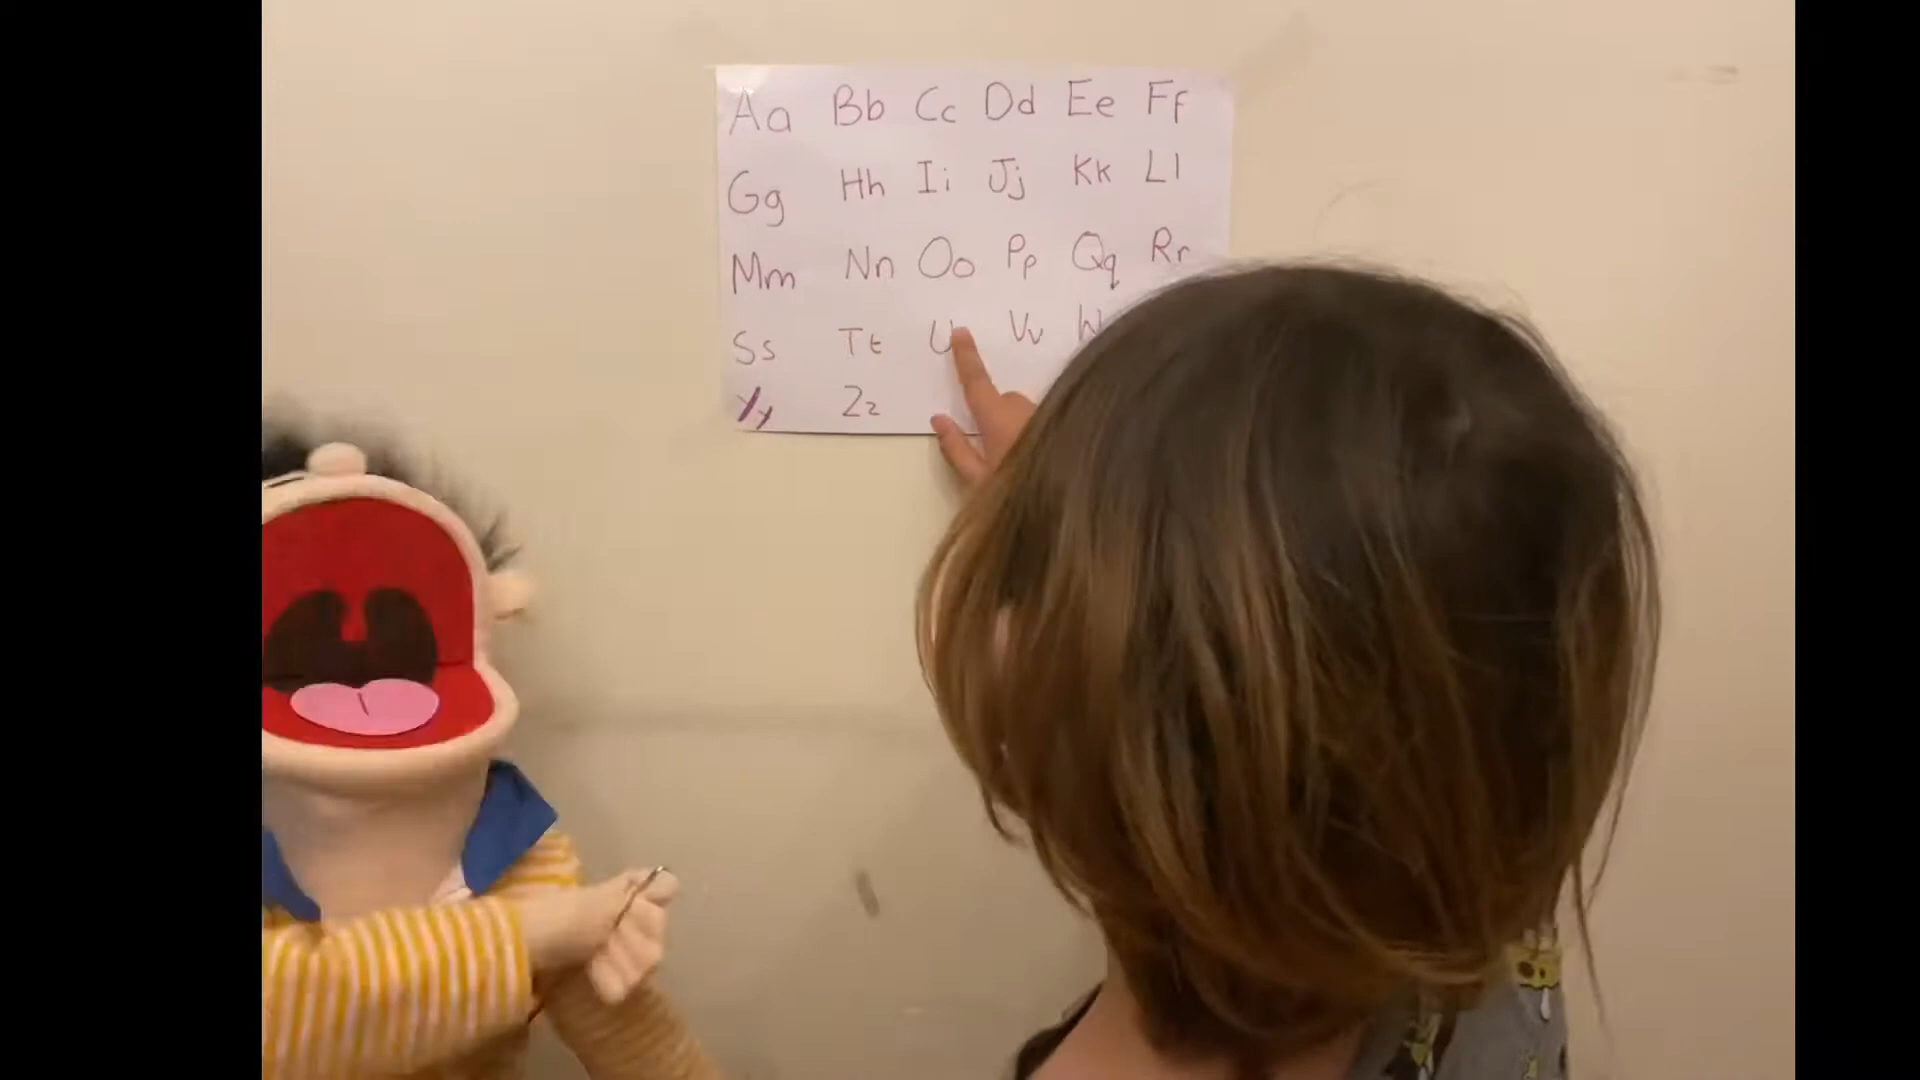 Aa Bb Cc Dd Ee Ff
Gg Hh Ii Jj Kk Ll
Mm Nn Oo Pp Qq Rr
Ss Tt U Vv W
Yy Zz